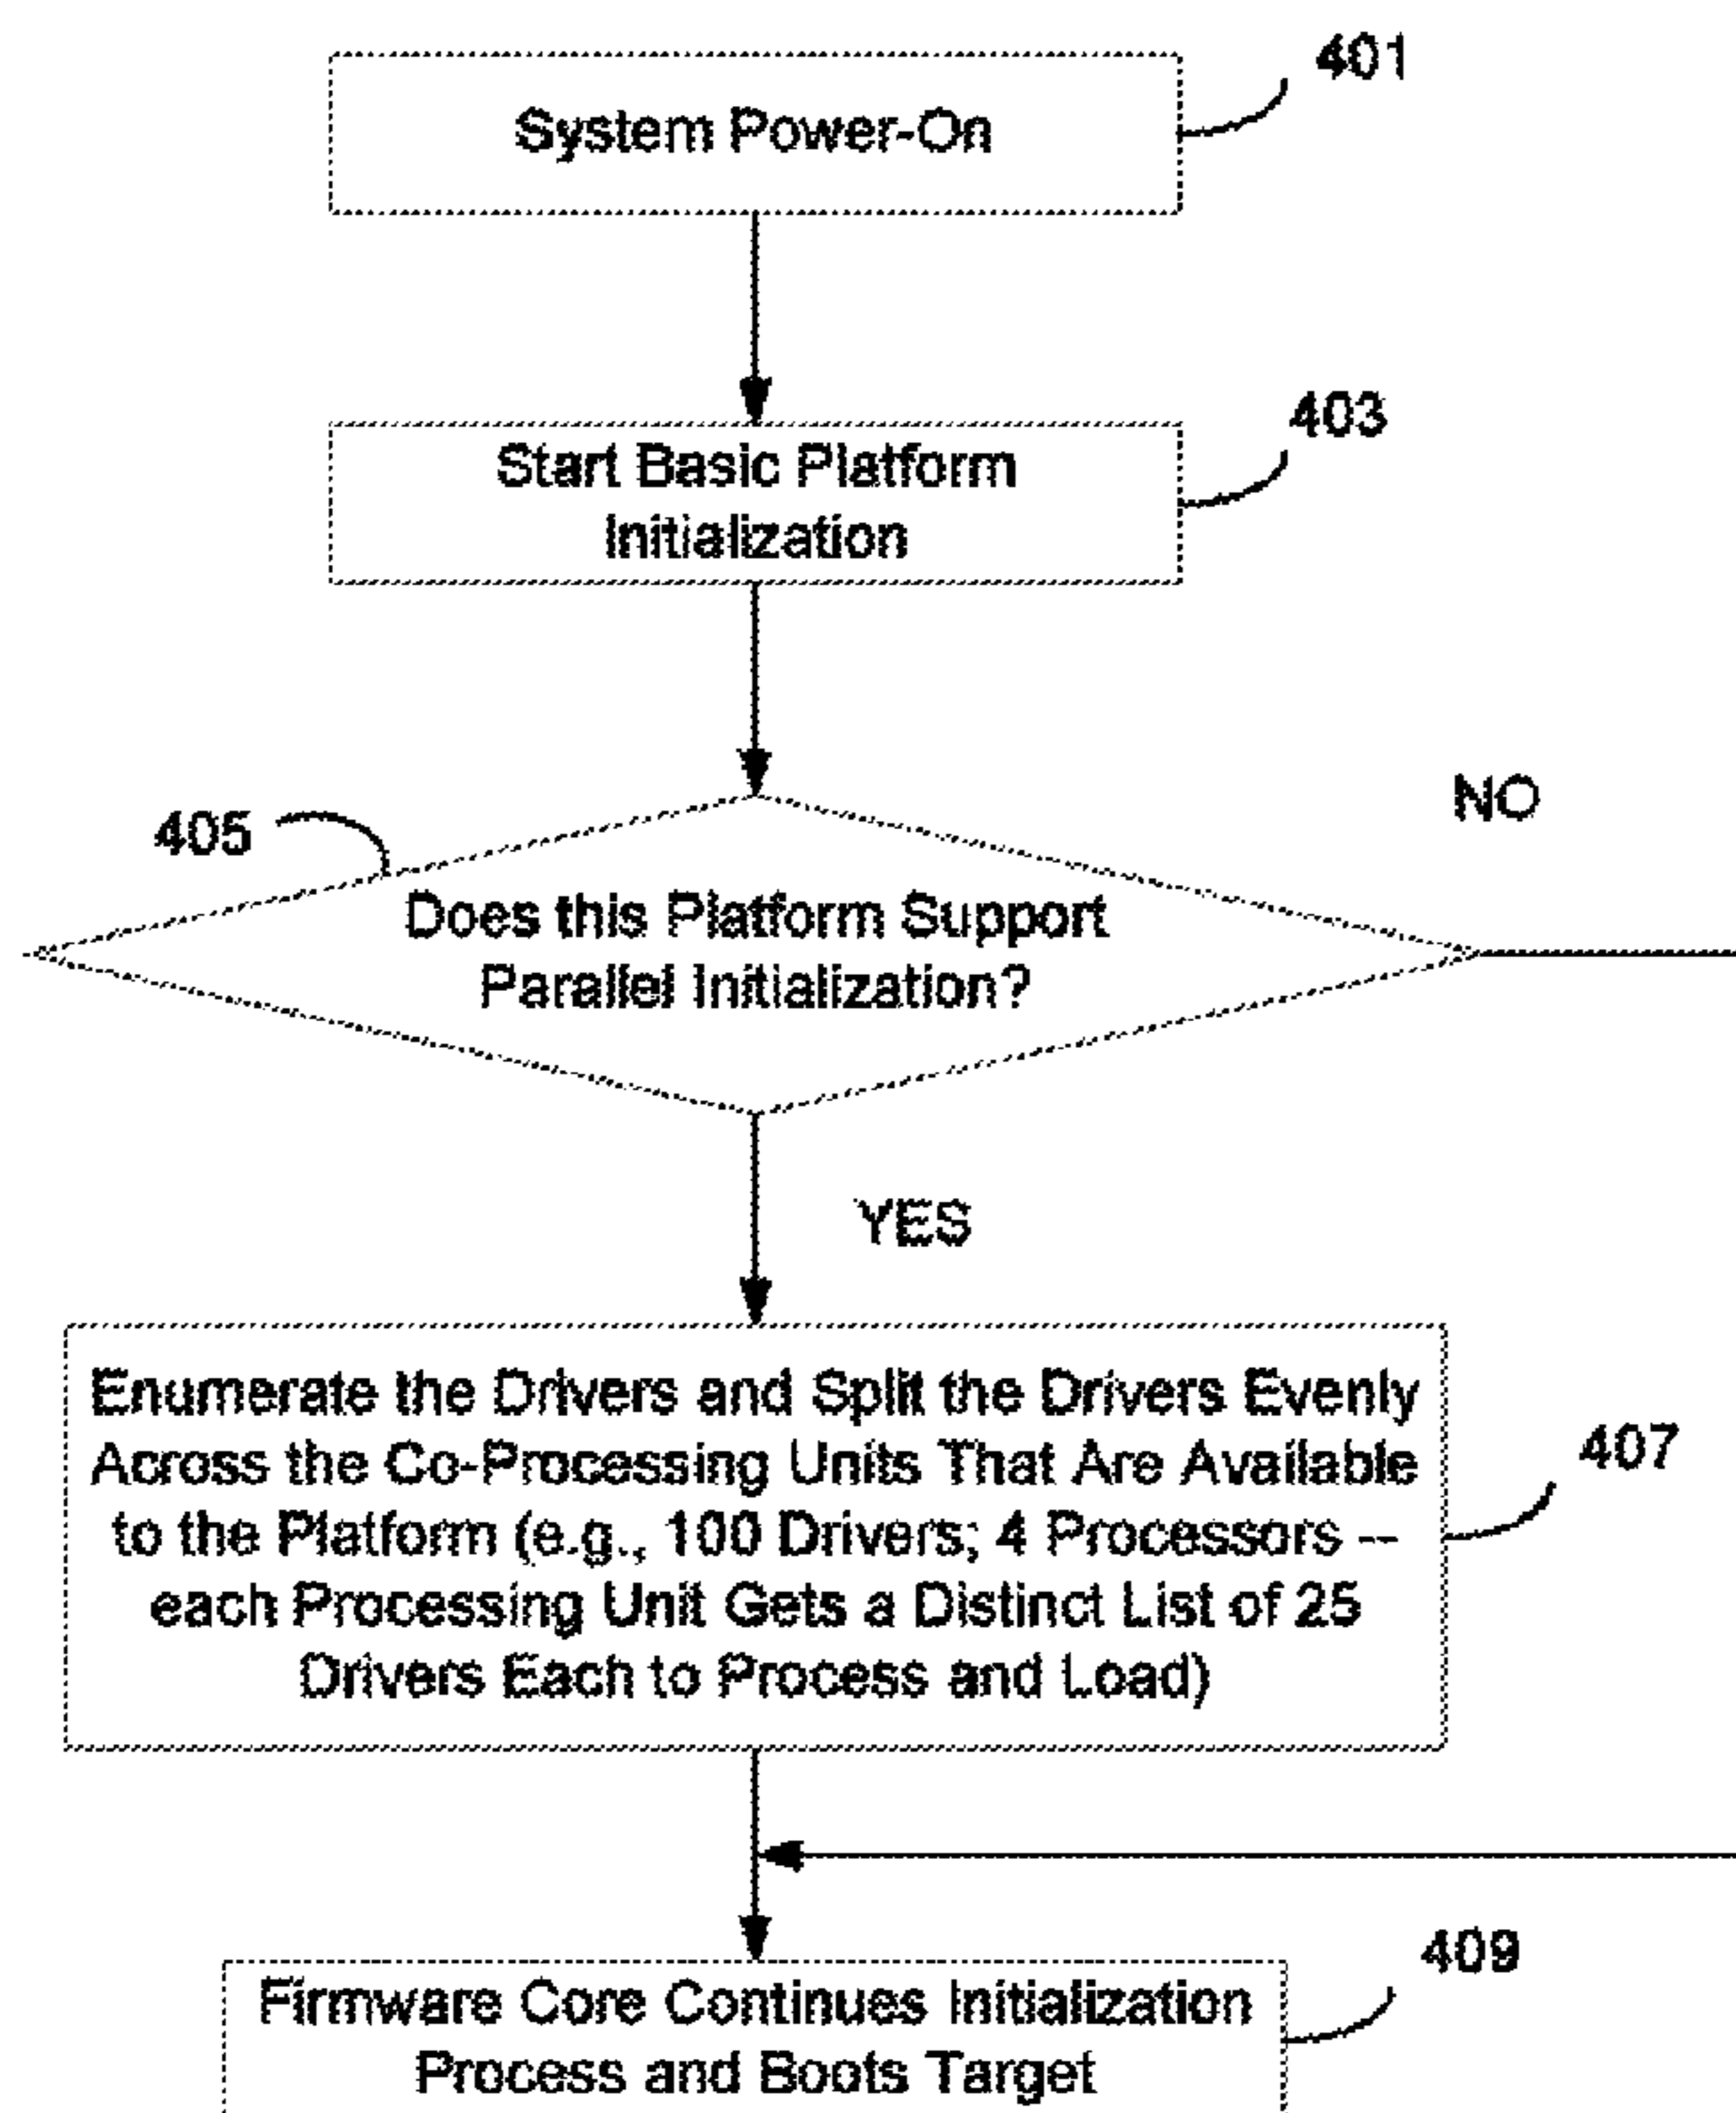 401
System Power-On
403
Start Basic Platform
Initialization
NO
405
Does this Platform Support
Parallel Initialization?
YES
Enumerate the Drivers and Split the Drivers Evenly
Across the Co-Processing Units That Are Available
to the Platform (e.g., 100 Drivers; 4 Processors --
each Processing Unit Gets a Distinct List of 25
Drivers Each to Process and Load)
407
409
Firmware Core Continues Initialization
Process and Boots Target